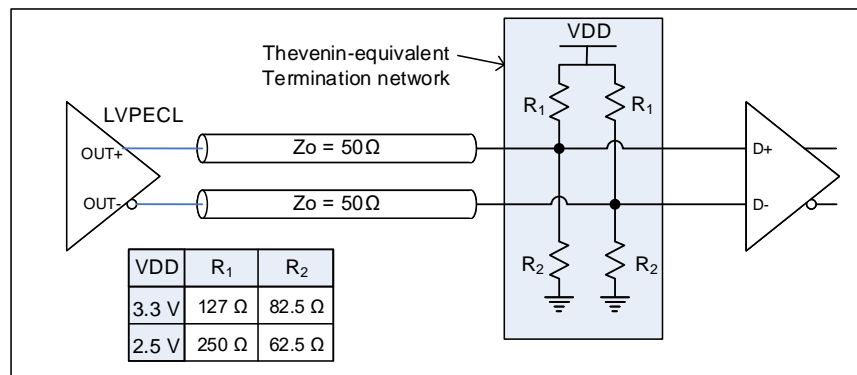 VDD
Thevenin-equivalent
Termination network
R₁ R₁
LVPECL
OUT+ Zo = 50Ω D+
OUT- Zo = 50Ω D-
R₂ R₂
VDD R₁ R₂
3.3 V 127 Ω 82.5 Ω
2.5 V 250 Ω 62.5 Ω